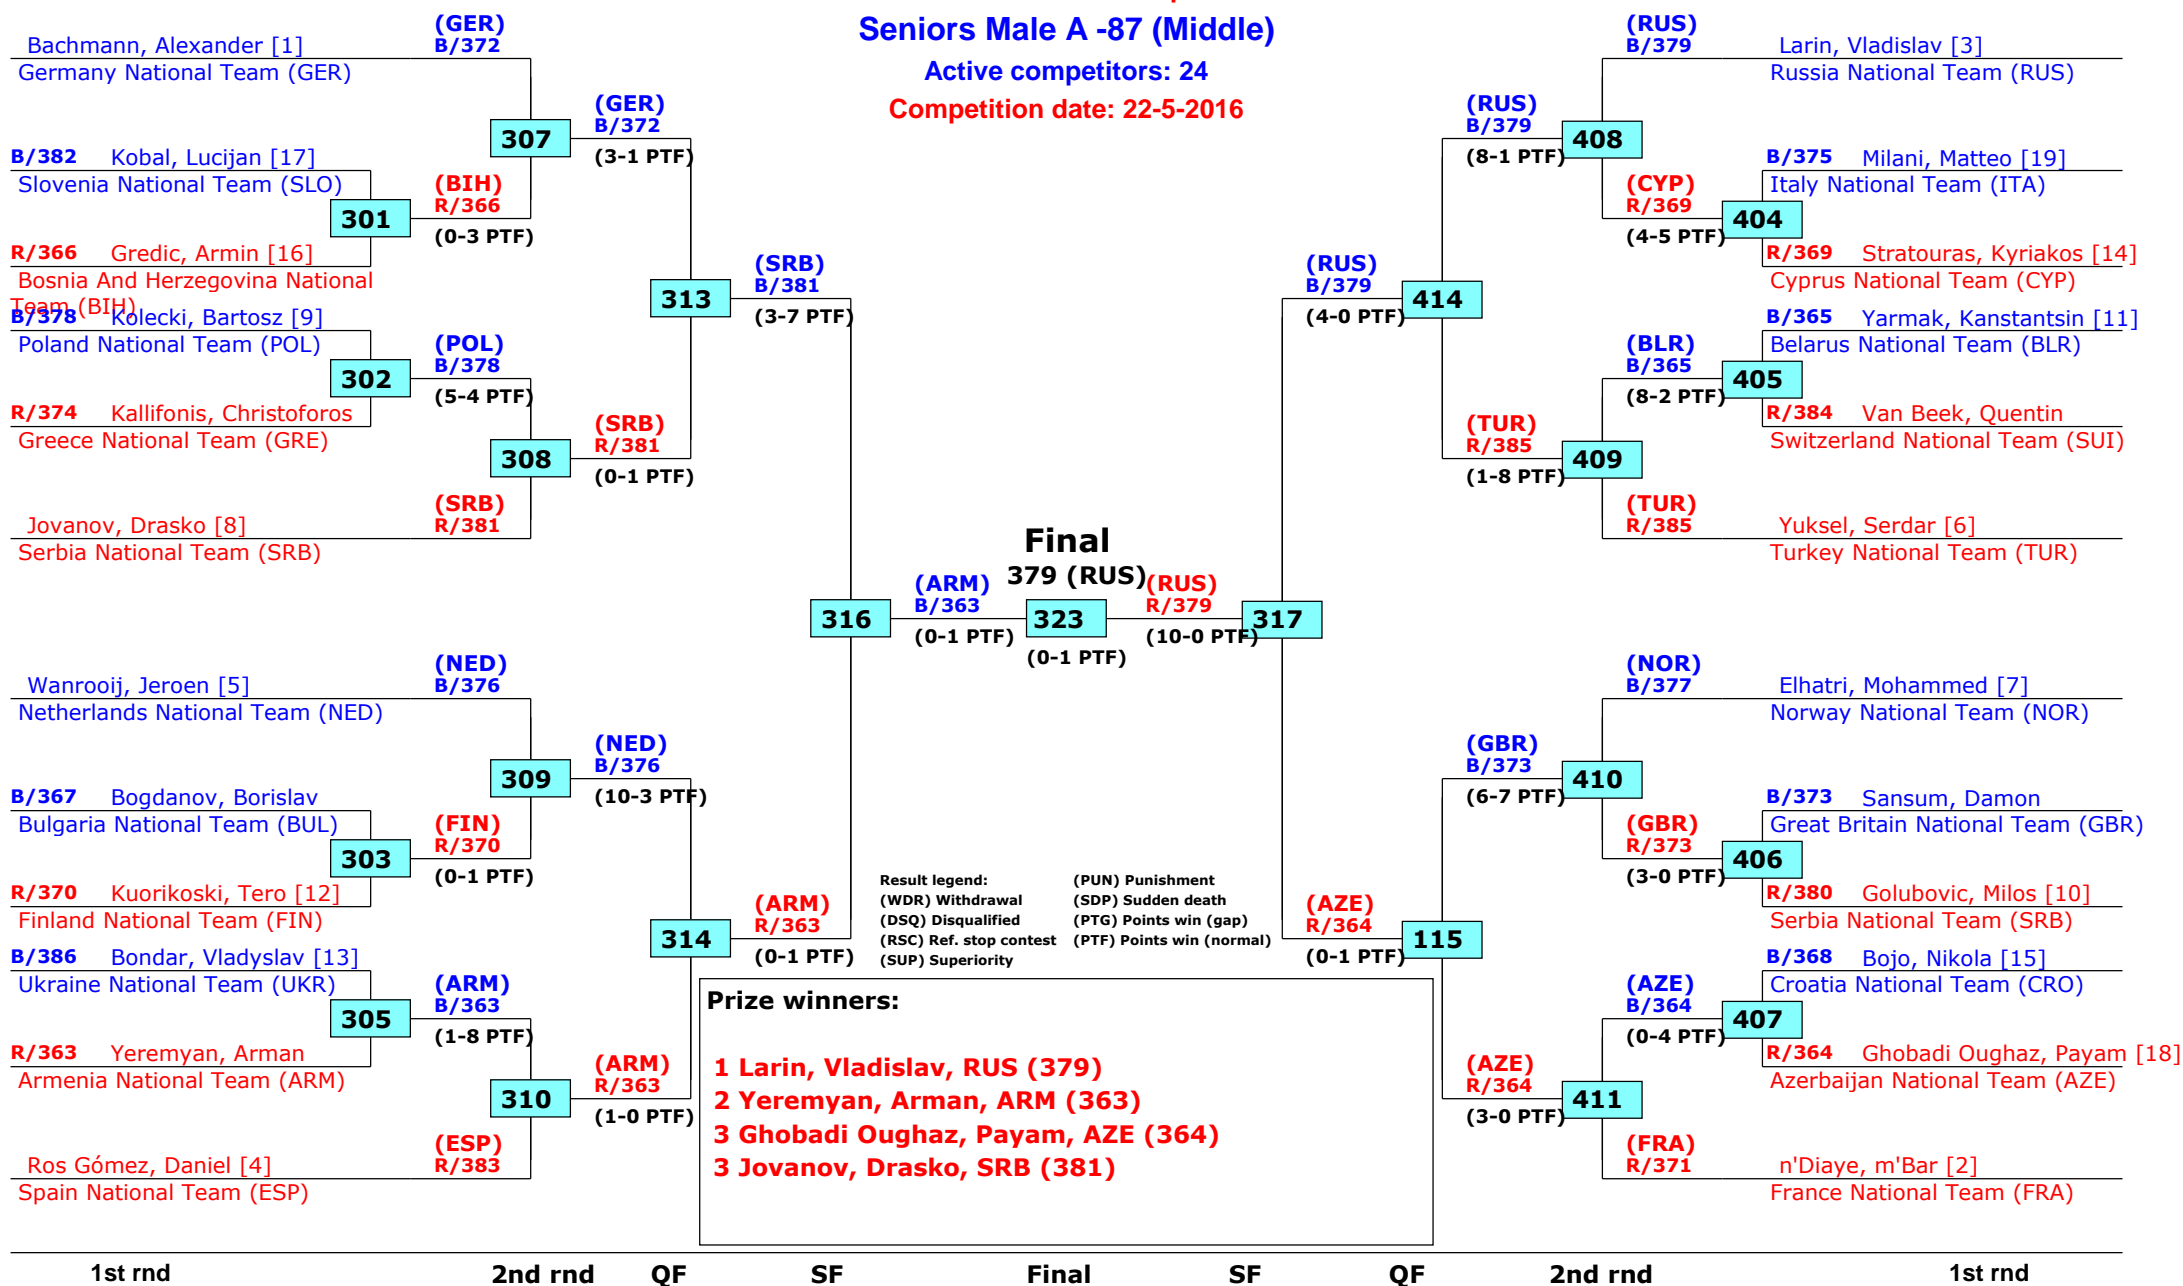 Seniors Male A -87 (Middle)
Active competitors: 24
Competition date: 22-5-2016
(GER)
B/372
Bachmann, Alexander [1]
Germany National Team (GER)
(GER)
B/372
307
(3-1 PTF)
B/382 Kobal, Lucijan [17]
Slovenia National Team (SLO)
(BIH)
R/366
301
(0-3 PTF)
R/366 Gredic, Armin [16]
Bosnia And Herzegovina National
Team (BIH)
(SRB)
B/381
313
(3-7 PTF)
B/378 Kolecki, Bartosz [9]
Poland National Team (POL)
(POL)
B/378
302
(5-4 PTF)
R/374 Kallifonis, Christoforos
Greece National Team (GRE)
(SRB)
R/381
308
(0-1 PTF)
(SRB)
R/381
Jovanov, Drasko [8]
Serbia National Team (SRB)
316
(ARM)
B/363
(0-1 PTF)
Final
379 (RUS)
323
(0-1 PTF)
(RUS)
R/379
317
(10-0 PTF)
(NED)
B/376
Wanrooij, Jeroen [5]
Netherlands National Team (NED)
(NED)
B/376
309
(10-3 PTF)
B/367 Bogdanov, Borislav
Bulgaria National Team (BUL)
(FIN)
R/370
303
(0-1 PTF)
R/370 Kuorikoski, Tero [12]
Finland National Team (FIN)
(ARM)
R/363
314
(0-1 PTF)
B/386 Bondar, Vladyslav [13]
Ukraine National Team (UKR)
(ARM)
B/363
305
(1-8 PTF)
R/363 Yeremyan, Arman
Armenia National Team (ARM)
(ARM)
R/363
310
(1-0 PTF)
(ESP)
R/383
Ros Gómez, Daniel [4]
Spain National Team (ESP)
(RUS)
B/379
Larin, Vladislav [3]
Russia National Team (RUS)
(RUS)
B/379
408
(8-1 PTF)
B/375 Milani, Matteo [19]
Italy National Team (ITA)
(CYP)
R/369
404
(4-5 PTF)
R/369 Stratouras, Kyriakos [14]
Cyprus National Team (CYP)
(RUS)
B/379
414
(4-0 PTF)
B/365 Yarmak, Kanstantsin [11]
Belarus National Team (BLR)
(BLR)
B/365
405
(8-2 PTF)
R/384 Van Beek, Quentin
Switzerland National Team (SUI)
(TUR)
R/385
409
(1-8 PTF)
(TUR)
R/385
Yuksel, Serdar [6]
Turkey National Team (TUR)
(NOR)
B/377
Elhatri, Mohammed [7]
Norway National Team (NOR)
(GBR)
B/373
410
(6-7 PTF)
B/373 Sansum, Damon
Great Britain National Team (GBR)
(GBR)
R/373
406
(3-0 PTF)
R/380 Golubovic, Milos [10]
Serbia National Team (SRB)
(AZE)
R/364
115
(0-1 PTF)
B/368 Bojo, Nikola [15]
Croatia National Team (CRO)
(AZE)
B/364
407
(0-4 PTF)
R/364 Ghobadi Oughaz, Payam [18]
Azerbaijan National Team (AZE)
(AZE)
R/364
411
(3-0 PTF)
(FRA)
R/371
n'Diaye, m'Bar [2]
France National Team (FRA)
Result legend: (PUN) Punishment
(WDR) Withdrawal (SDP) Sudden death
(DSQ) Disqualified (PTG) Points win (gap)
(RSC) Ref. stop contest (PTF) Points win (normal)
(SUP) Superiority
Prize winners:
1 Larin, Vladislav, RUS (379)
2 Yeremyan, Arman, ARM (363)
3 Ghobadi Oughaz, Payam, AZE (364)
3 Jovanov, Drasko, SRB (381)
1st rnd 2nd rnd QF SF Final SF QF 2nd rnd 1st rnd